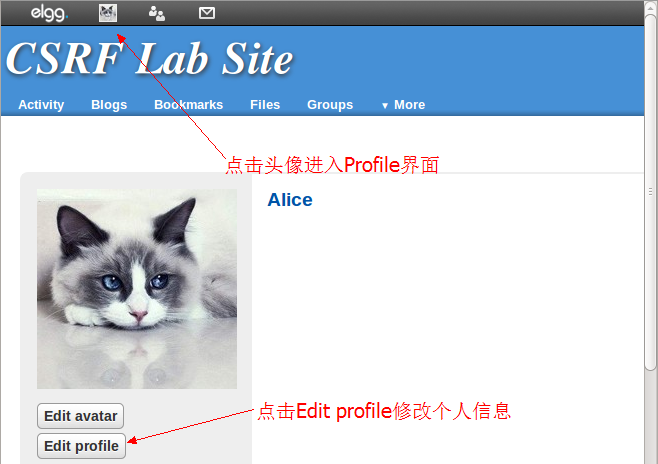 elgg.
CSRF Lab Site
Activity Blogs Bookmarks Files Groups ▼ More
点击头像进入Profile界面
Alice
Edit avatar
点击Edit profile修改个人信息
Edit profile